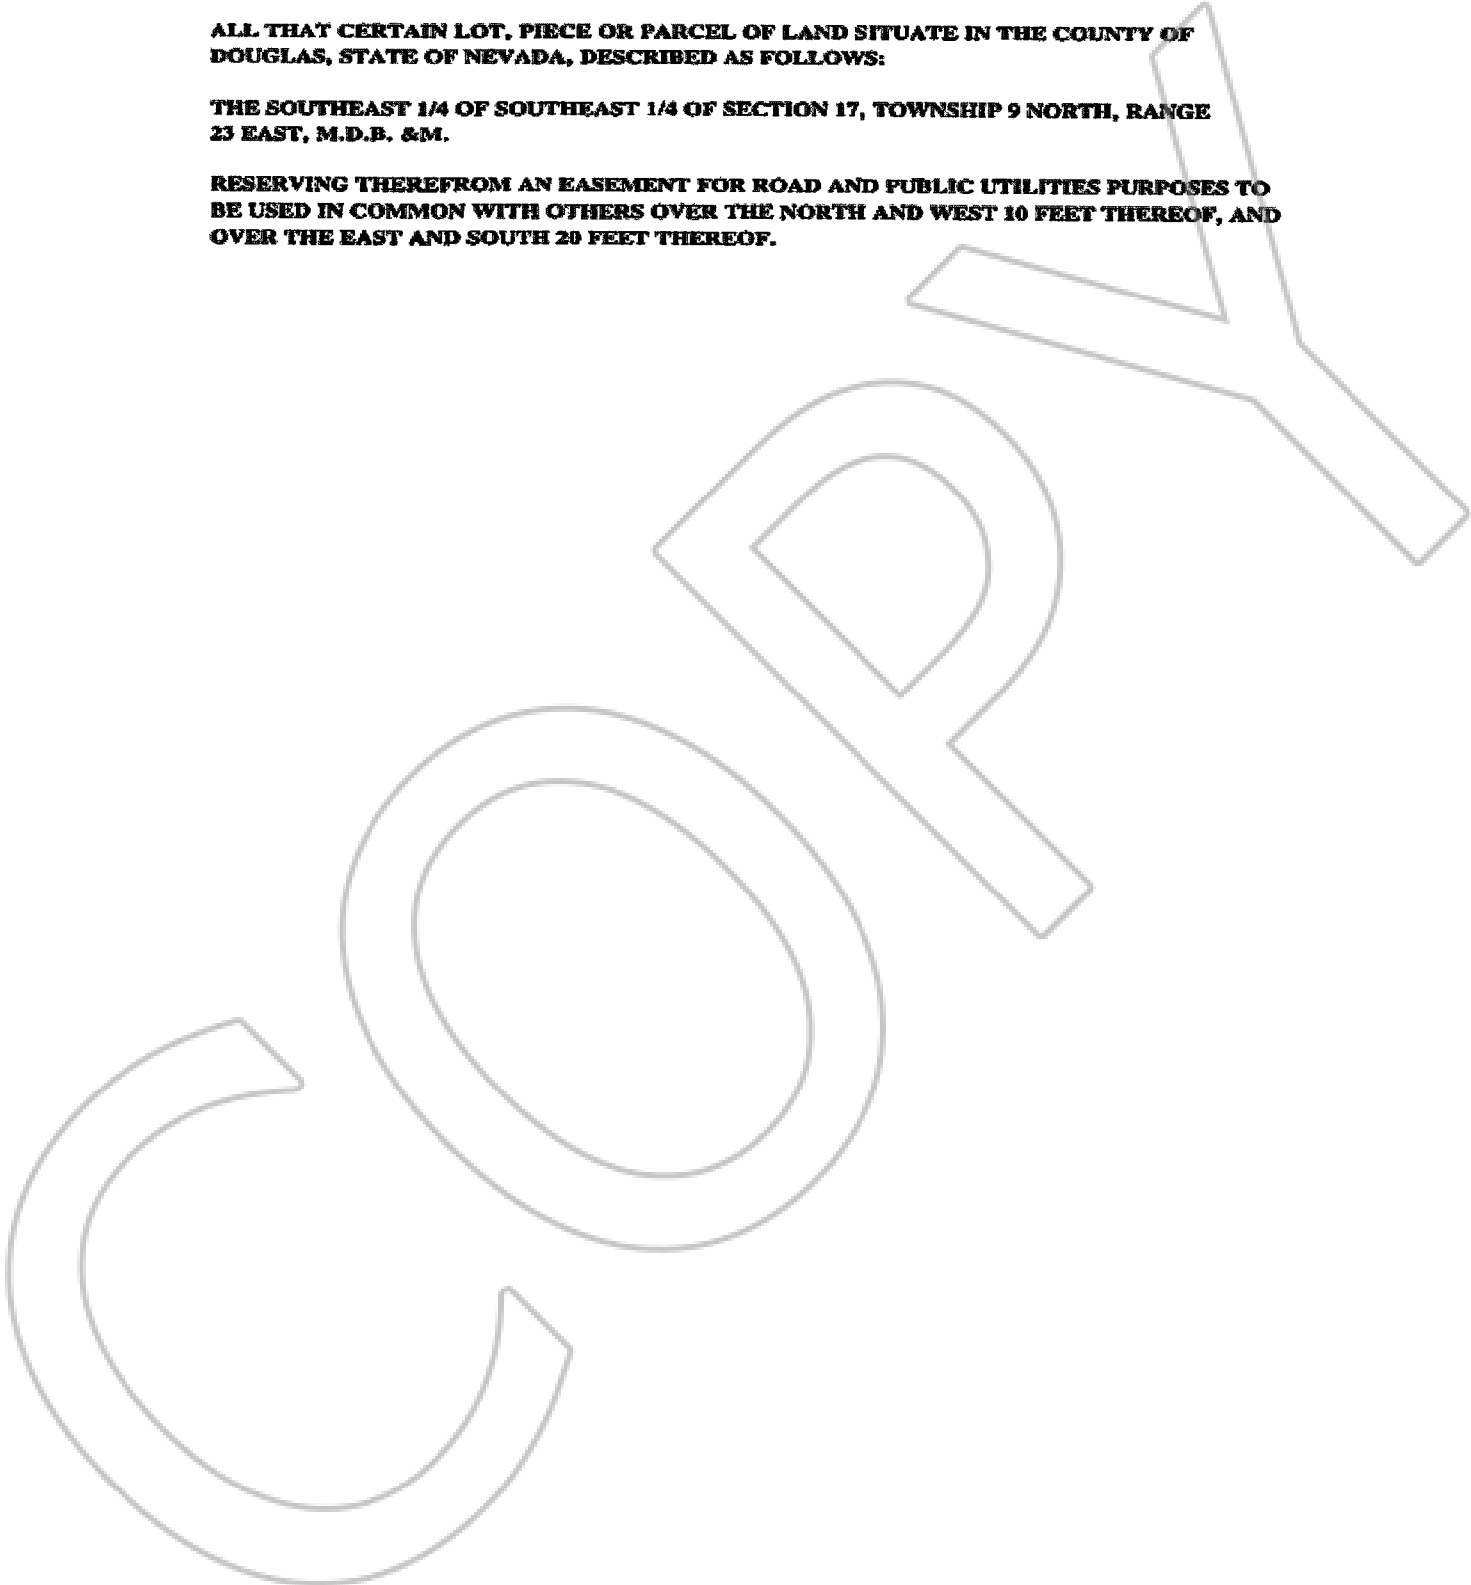 ALL THAT CERTAIN LOT, PIECE OR PARCEL OF LAND SITUATE IN THE COUNTY OF
DOUGLAS, STATE OF NEVADA, DESCRIBED AS FOLLOWS:
THE SOUTHEAST 1/4 OF SOUTHEAST 1/4 OF SECTION 17, TOWNSHIP 9 NORTH, RANGE
23 EAST, M.D.B. &M.
RESERVING THEREFROM AN EASEMENT FOR ROAD AND PUBLIC UTILITIES PURPOSES TO
BE USED IN COMMON WITH OTHERS OVER THE NORTH AND WEST 10 FEET THEREOF, AND
OVER THE EAST AND SOUTH 20 FEET THEREOF.
COPY